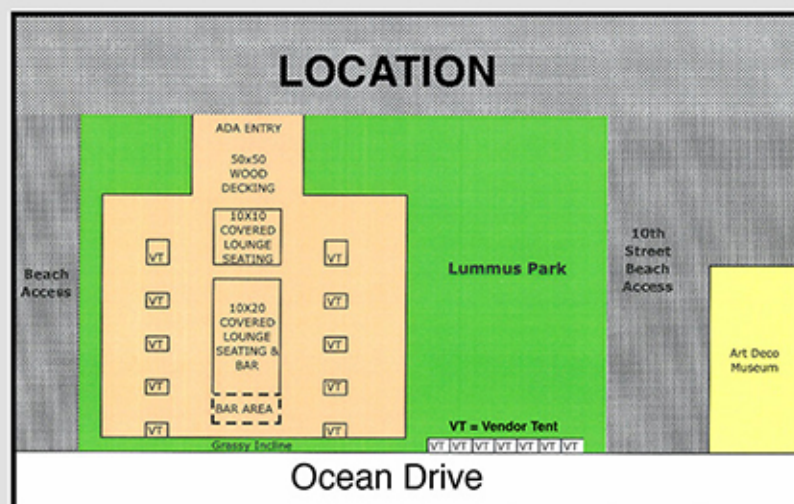 LOCATION
ADA ENTRY
50x50
WOOD
DECKING
10X10
COVERED
LOUNGE
SEATING
VT
VT
Beach
Access
VT
VT
10X20
COVERED
LOUNGE
SEATING &
BAR
VT
VT
VT
VT
BAR AREA
VT
VT
Grassy Incline
Lummus Park
10th
Street
Beach
Access
Art Deco
Museum
VT = Vendor Tent
VT VT VT VT VT VT VT
Ocean Drive